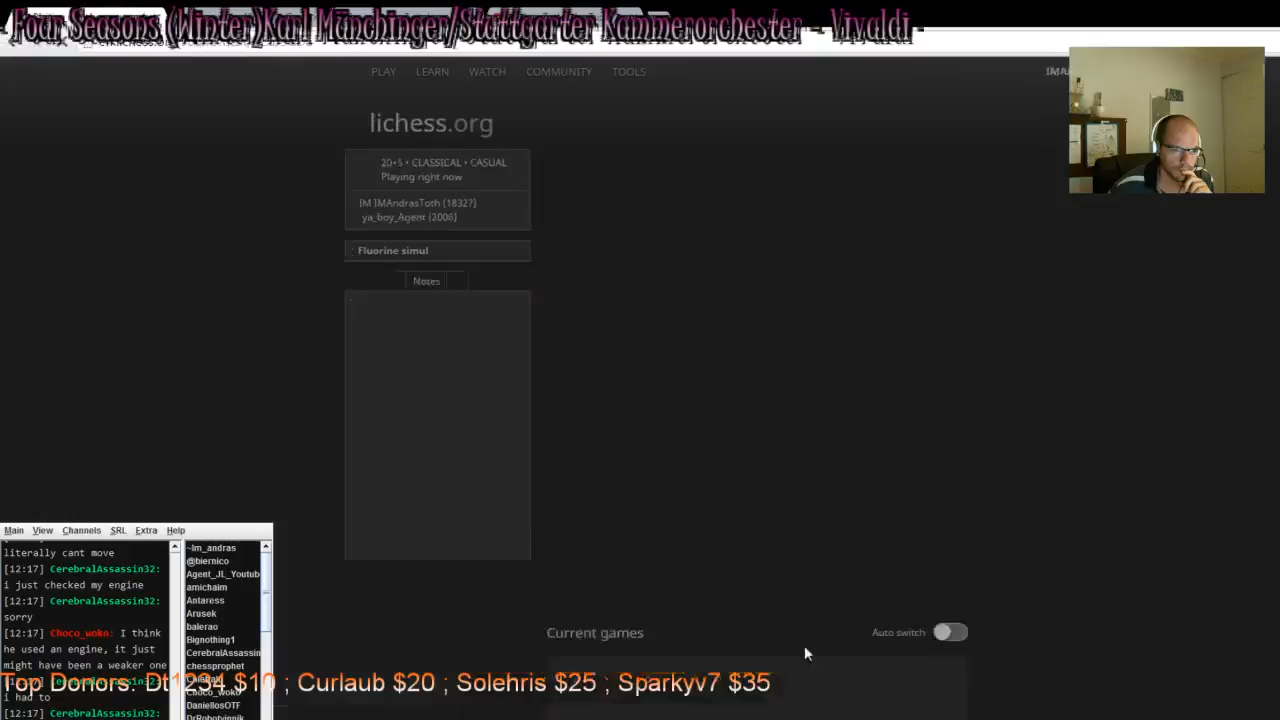 Four Seasons (Winter)Karl Münchinger/Stuttgarter Kammerorchester - Vivaldi -
PLAY LEARN WATCH COMMUNITY TOOLS
lichess.org
20+5 • CLASSICAL • CASUAL
Playing right now
IM IMAndrasToth (1832?)
ya_boy_Agent (2006)
Fluorine simul
Notes
Current games
Auto switch
Main View Channels SRL Extra Help
literally cant move
[12:17] CerebralAssassin32:
i just checked my engine
[12:17] CerebralAssassin32:
sorry
[12:17] Choco_woko: I think
he used an engine, it just
might have been a weaker one
i had to
[12:17] CerebralAssassin32:
~Im_andras
@biernico
Agent_JL_Youtub
amichaim
Antaress
Arusek
balerao
Bignothing1
CerebralAssassin
chessprophet
Choco_woko
DaniellosOTF
DrRobotvinnik
Top Donors: Dt1234 $10 ; Curlaub $20 ; Solehris $25 ; Sparkyv7 $35